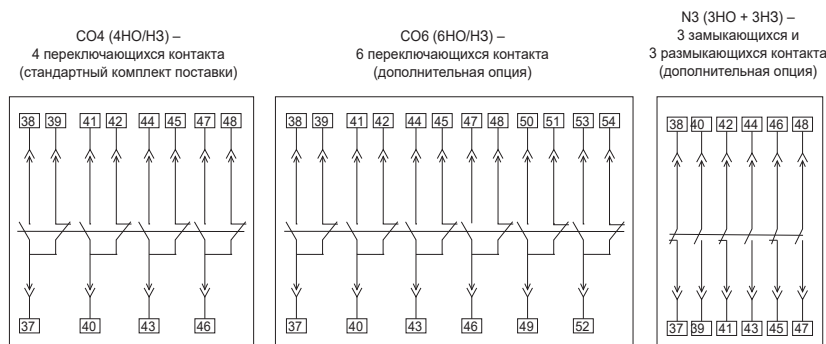 СО4 (4НО/НЗ) –
4 переключающихся контакта
(стандартный комплект поставки)
СО6 (6НО/НЗ) –
6 переключающихся контакта
(дополнительная опция)
N3 (3НО + 3НЗ) –
3 замыкающихся и
3 размыкающихся контакта
(дополнительная опция)
38 39 41 42 44 45 47 48
37 40 43 46
38 39 41 42 44 45 47 48 50 51 53 54
37 40 43 46 49 52
38 40 42 44 46 48
37 39 41 43 45 47